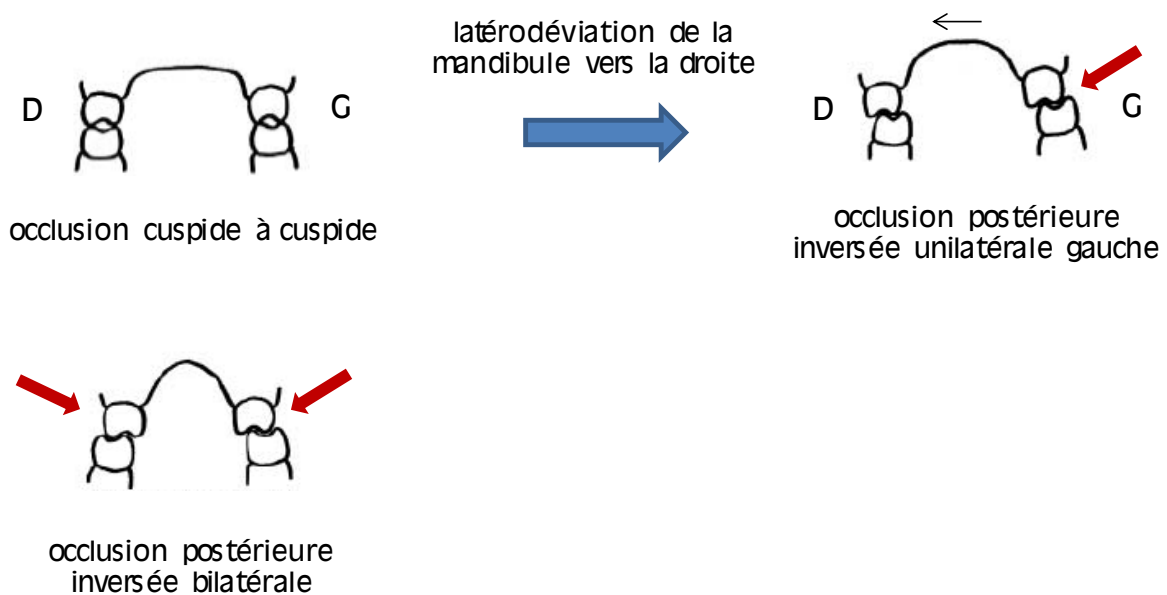 latérodéviation de la
mandibule vers la droite
D
G
occlusion cuspide à cuspide
D
G
occlusion postérieure
inversée unilatérale gauche
occlusion postérieure
inversée bilatérale